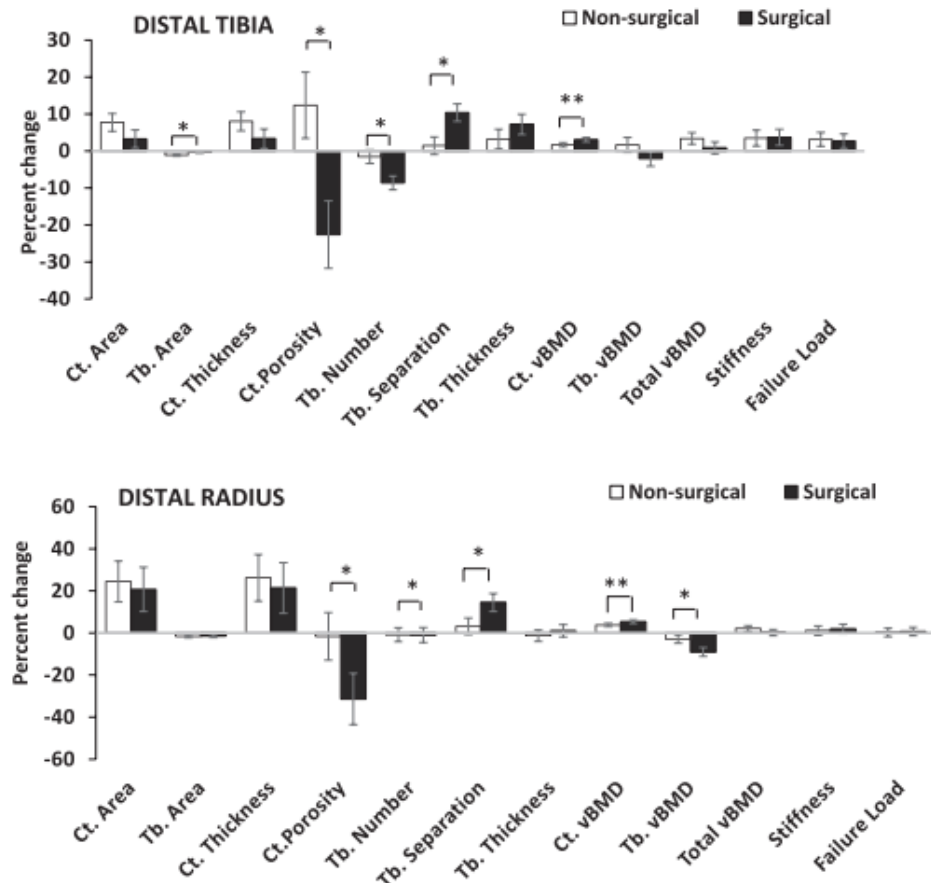 DISTAL TIBIA
Non-surgical
Surgical
Percent change
30
20
10
0
-10
-20
-30
-40
*
*
*
*
**
Ct. Area
Tb. Area
Ct. Thickness
Ct.Porosity
Tb. Number
Tb. Separation
Tb. Thickness
Ct. vBMD
Tb. vBMD
Total vBMD
Stiffness
Failure Load
DISTAL RADIUS
Non-surgical
Surgical
Percent change
60
40
20
0
-20
-40
-60
*
*
*
**
*
Ct. Area
Tb. Area
Ct. Thickness
Ct.Porosity
Tb. Number
Tb. Separation
Tb. Thickness
Ct. vBMD
Tb. vBMD
Total vBMD
Stiffness
Failure Load